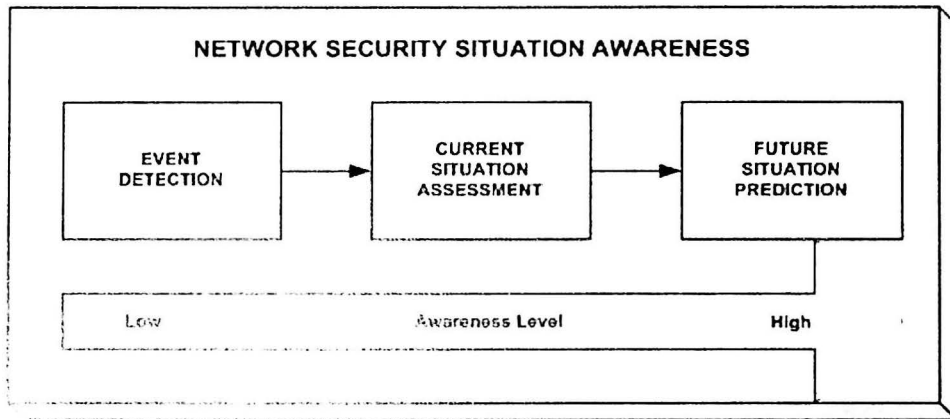 NETWORK SECURITY SITUATION AWARENESS
EVENT
DETECTION
CURRENT
SITUATION
ASSESSMENT
FUTURE
SITUATION
PREDICTION
Low Awareness Level High